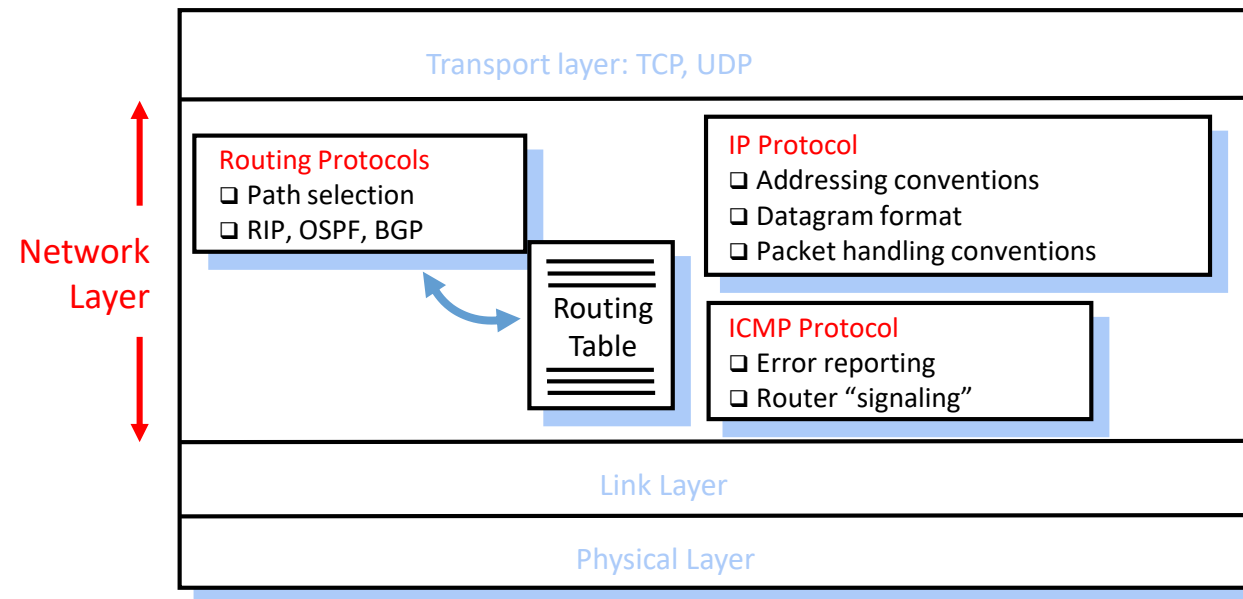 Transport layer: TCP, UDP
Network
Layer
Routing Protocols
❑ Path selection
❑ RIP, OSPF, BGP
Routing
Table
IP Protocol
❑ Addressing conventions
❑ Datagram format
❑ Packet handling conventions
ICMP Protocol
❑ Error reporting
❑ Router “signaling”
Link Layer
Physical Layer